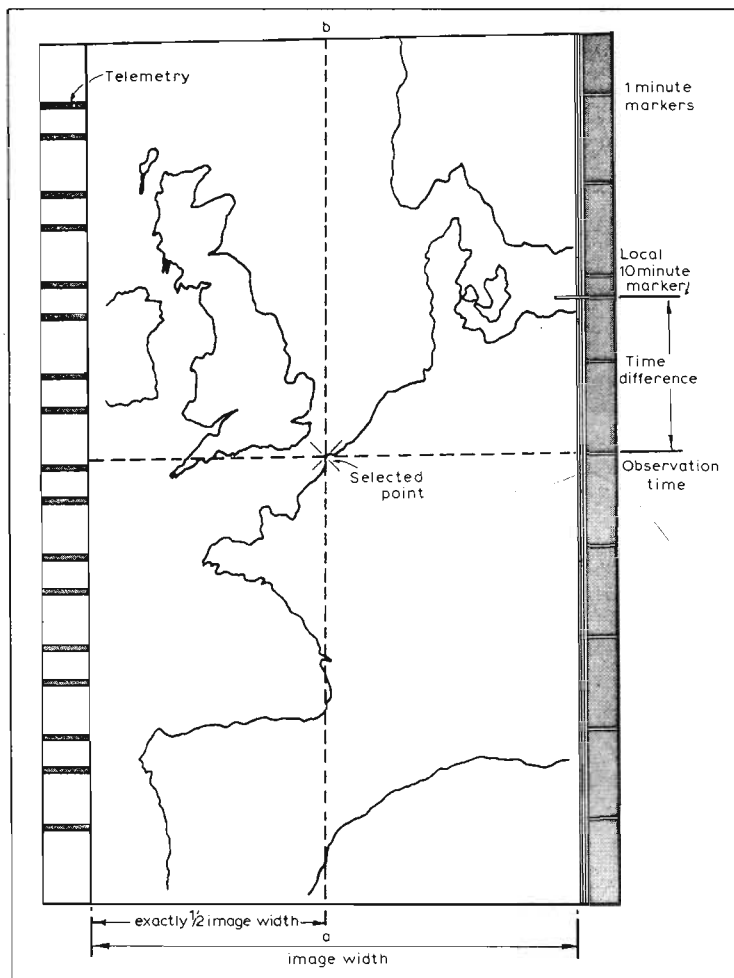 b
Telemetry
1 minute
markers
Local
10 minute
marker
Time
difference
Selected
point
Observation
time
exactly ½ image width
a
image width